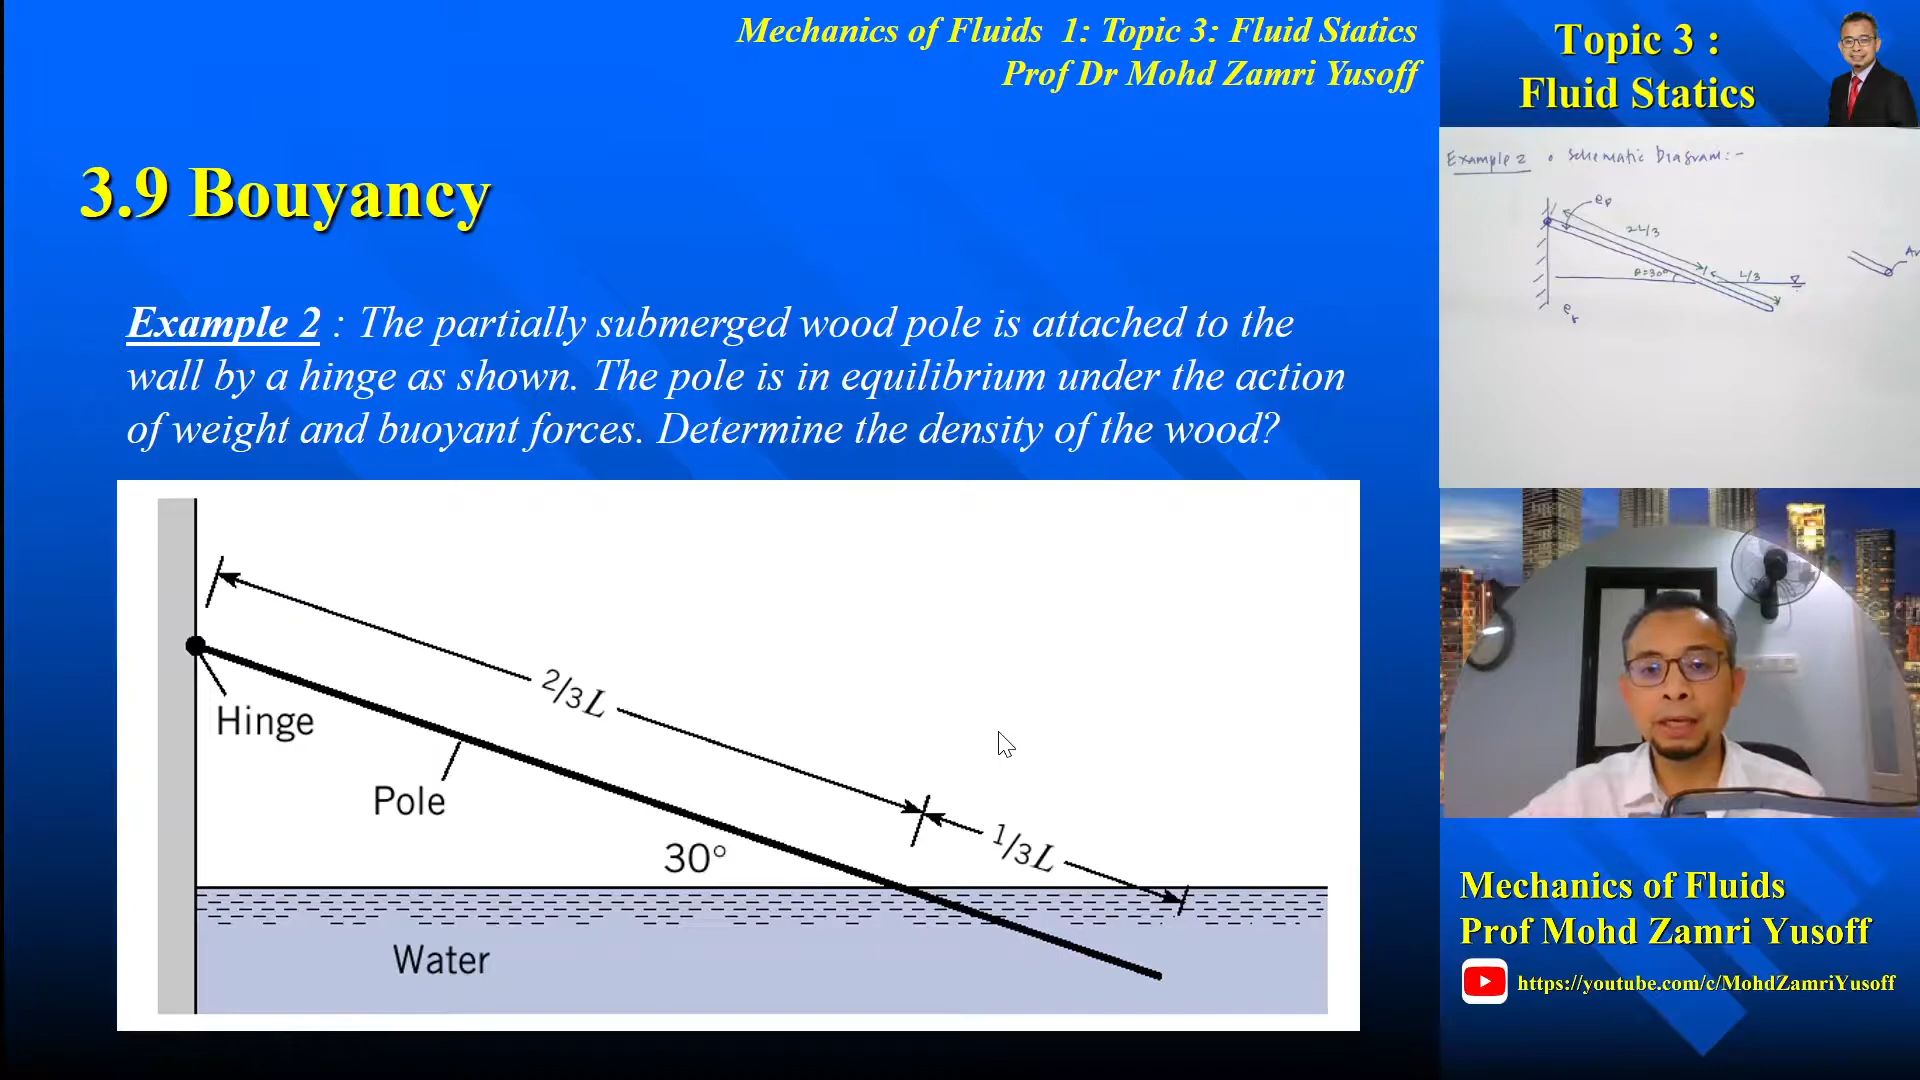 Mechanics of Fluids 1: Topic 3: Fluid Statics
Prof Dr Mohd Zamri Yusoff
3.9 Bouyancy
Example 2 : The partially submerged wood pole is attached to the
wall by a hinge as shown. The pole is in equilibrium under the action
of weight and buoyant forces. Determine the density of the wood?
2/3L
Hinge
Pole
1/3L
30°
Water
Topic 3 :
Fluid Statics
Example 2 • Schematic Diagram:-
2L/3
θ=30°
L/3
Mechanics of Fluids
Prof Mohd Zamri Yusoff
https://youtube.com/c/MohdZamriYusoff